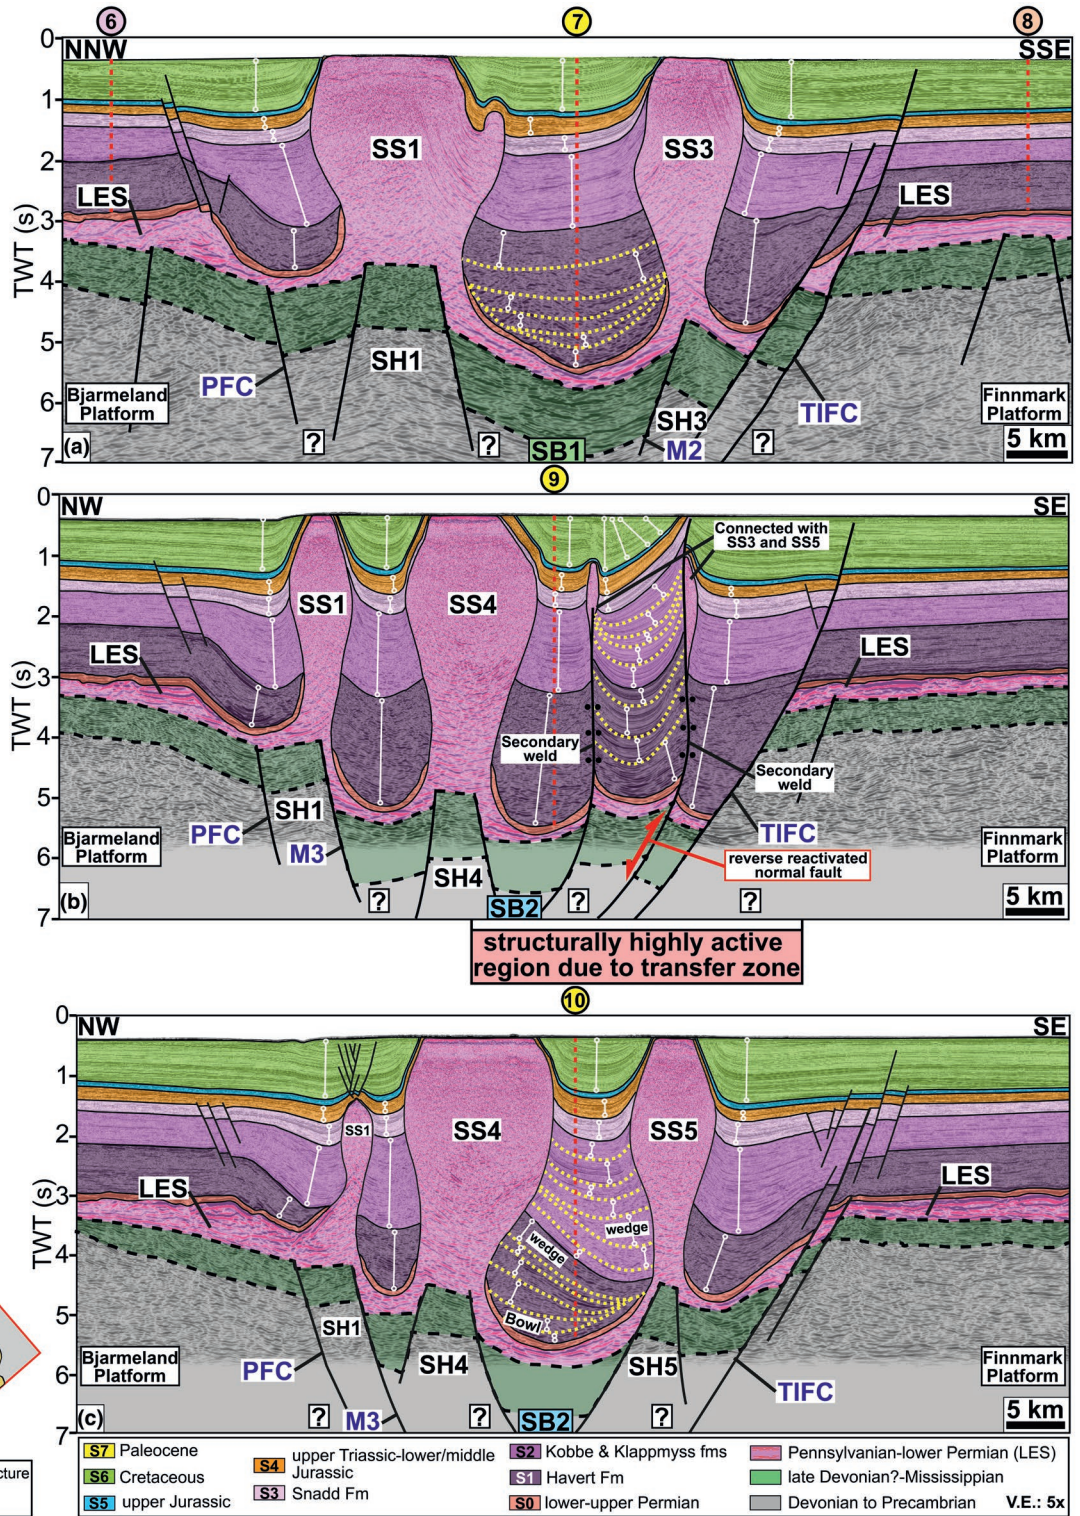 6
7
8
NNW
SSE
0
1
2
3
4
5
6
7
TWT (s)
SS1
SS3
LES
LES
SH1
PFC
SH3
TIFC
M2
SB1
?
?
?
Bjarmeland
Platform
Finnmark
Platform
(a)
5 km
9
NW
SE
0
1
2
3
4
5
6
7
TWT (s)
Connected with
SS3 and SS5
SS1
SS4
LES
LES
Secondary
weld
Secondary
weld
SH1
PFC
M3
SH4
TIFC
reverse reactivated
normal fault
SB2
?
?
?
Bjarmeland
Platform
Finnmark
Platform
(b)
5 km
structurally highly active
region due to transfer zone
10
NW
SE
0
1
2
3
4
5
6
7
TWT (s)
SS1
SS4
SS5
LES
LES
wedge
wedge
Bowl
SH1
SH4
SH5
PFC
M3
TIFC
SB2
?
?
?
Bjarmeland
Platform
Finnmark
Platform
(c)
5 km
S7 Paleocene
S6 Cretaceous
S5 upper Jurassic
S4 upper Triassic-lower/middle
Jurassic
S3 Snadd Fm
S2 Kobbe & Klappmyss fms
S1 Havert Fm
S0 lower-upper Permian
Pennsylvanian-lower Permian (LES)
late Devonian?-Mississippian
Devonian to Precambrian
V.E.: 5x
cture